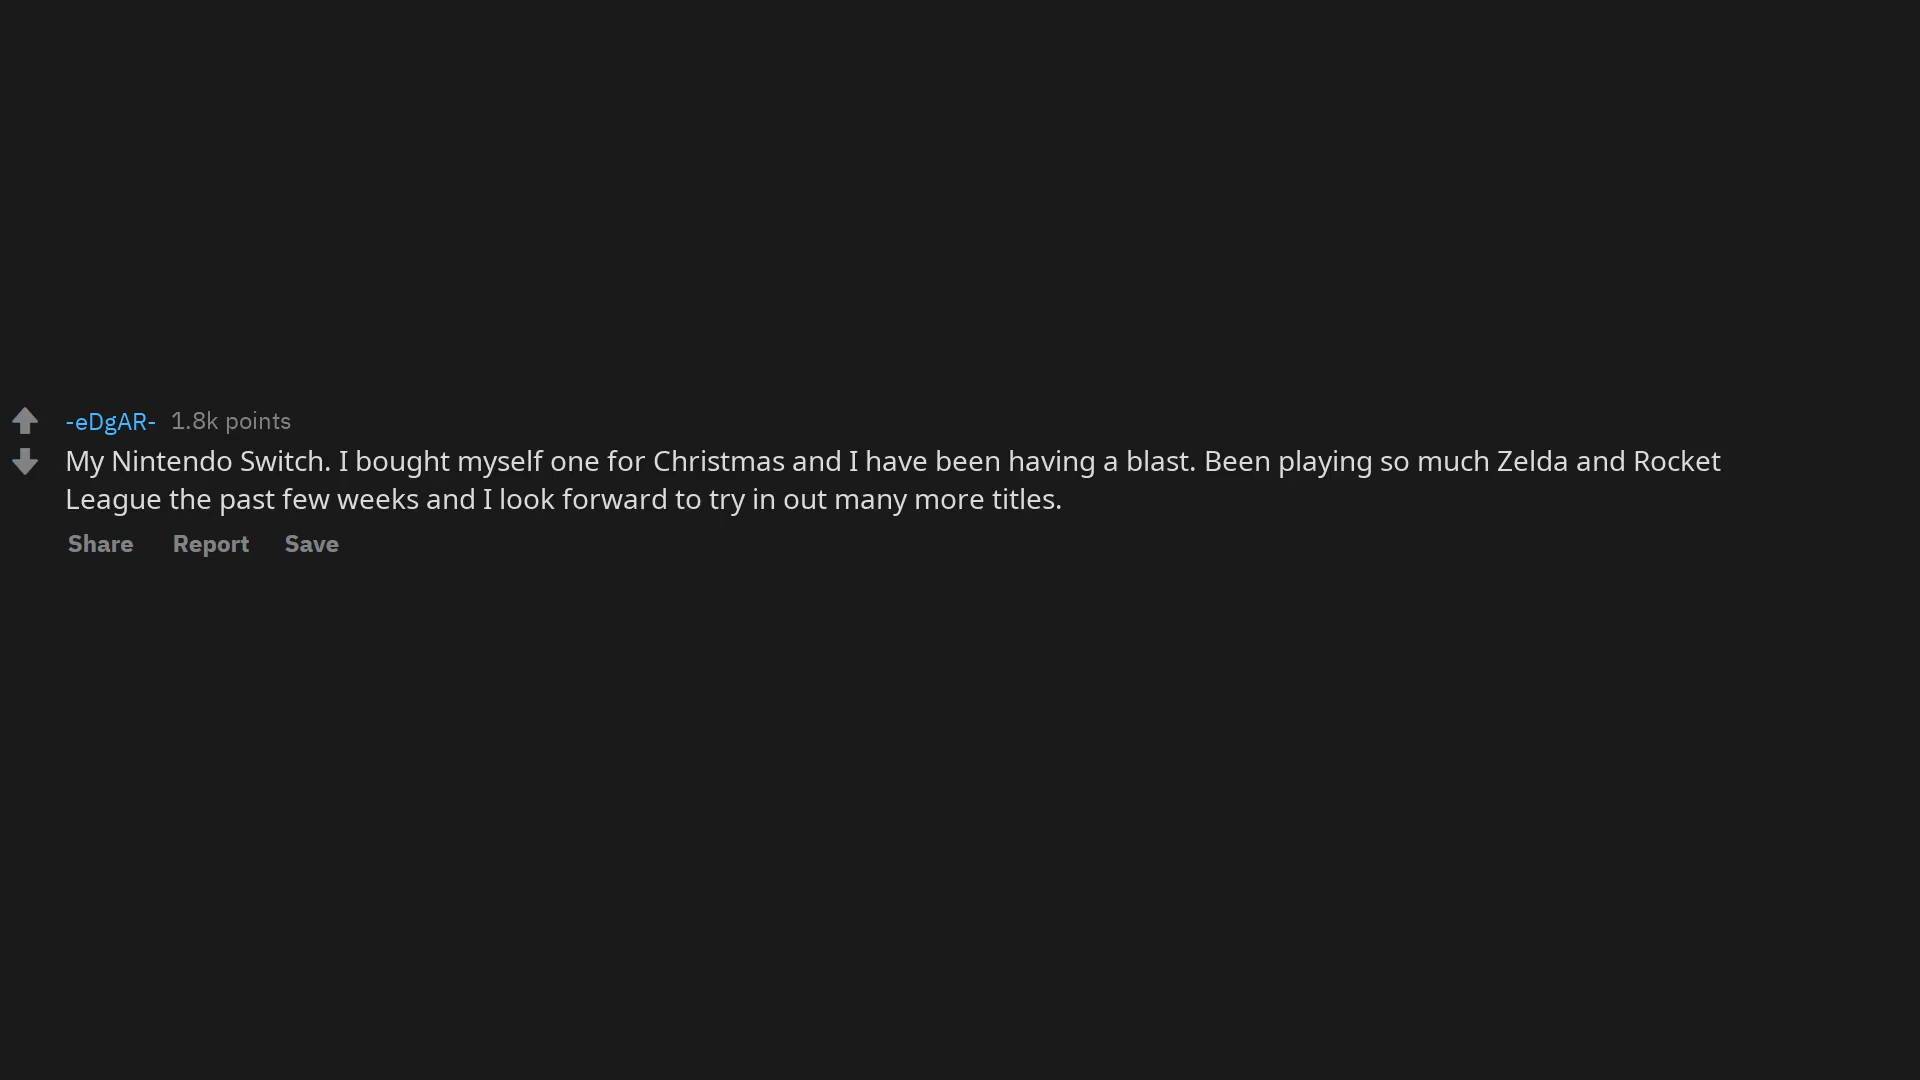 -eDgAR- 1.8k points
My Nintendo Switch. I bought myself one for Christmas and I have been having a blast. Been playing so much Zelda and Rocket
League the past few weeks and I look forward to try in out many more titles.
Share Report Save